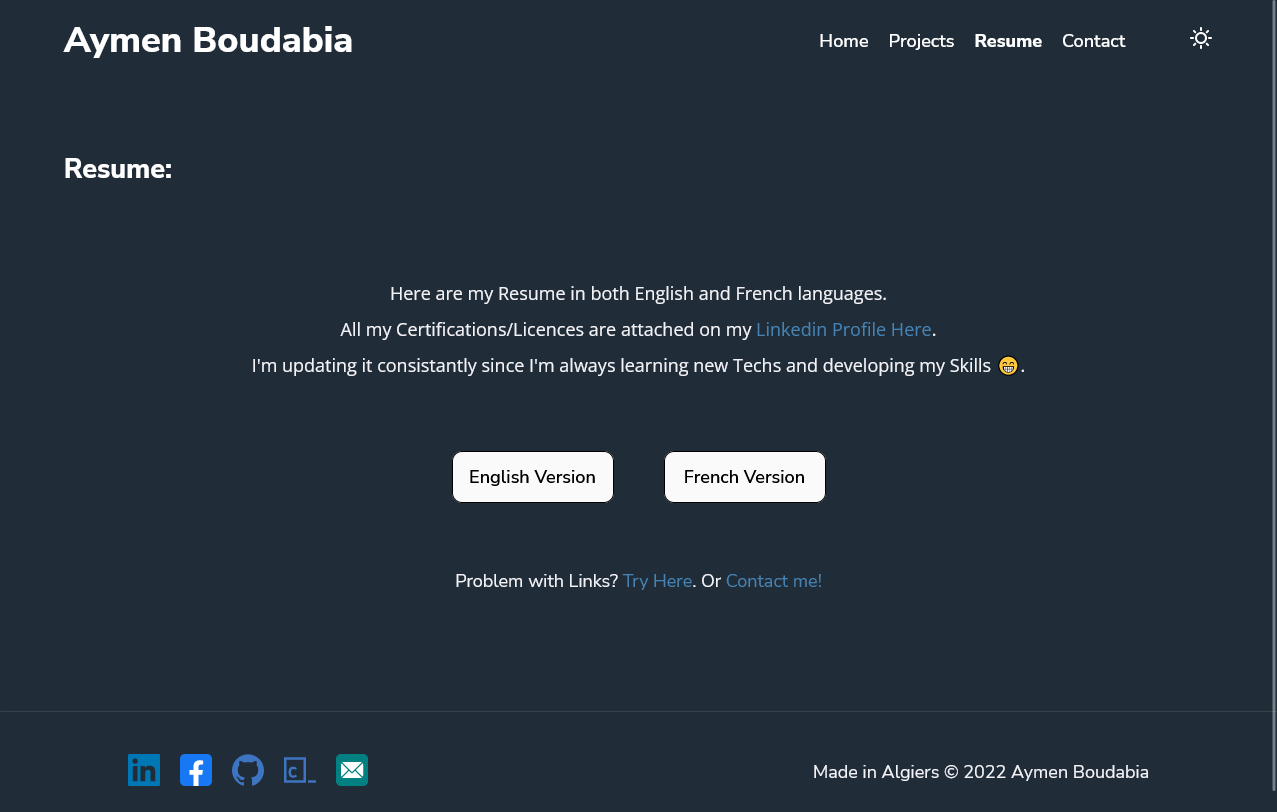 Aymen Boudabia
Home Projects Resume Contact
Resume:
Here are my Resume in both English and French languages.
All my Certifications/Licences are attached on my Linkedin Profile Here.
I'm updating it consistantly since I'm always learning new Techs and developing my Skills 😁.
English Version French Version
Problem with Links? Try Here. Or Contact me!
in f c_ Made in Algiers © 2022 Aymen Boudabia